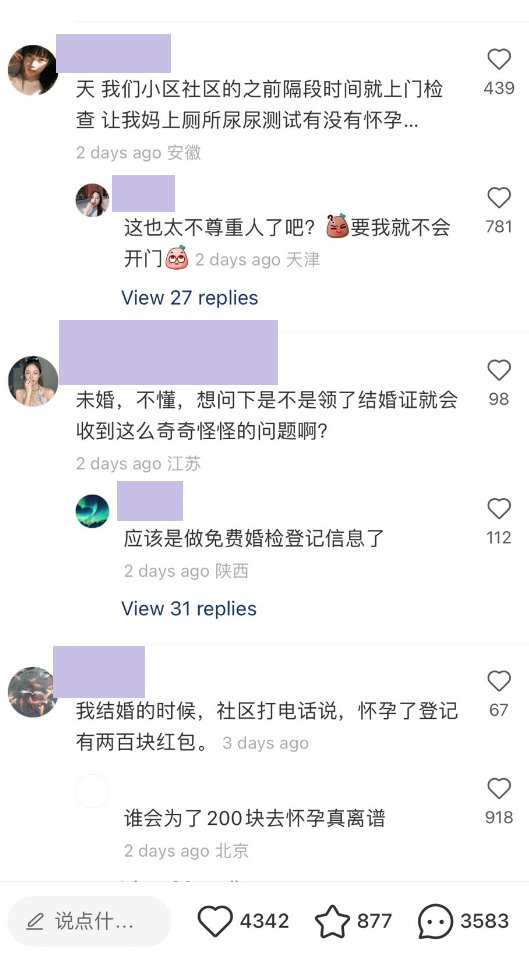 天 我们小区社区的之前隔段时间就上门检
查 让我妈上厕所尿尿测试有没有怀孕...
2 days ago 安徽
439
这也太不尊重人了吧？要我就不会
开门 2 days ago 天津
781
View 27 replies
未婚，不懂，想问下是不是领了结婚证就会
收到这么奇奇怪怪的问题啊？
2 days ago 江苏
98
应该是做免费婚检登记信息了
2 days ago 陕西
112
View 31 replies
我结婚的时候，社区打电话说，怀孕了登记
有两百块红包。 3 days ago
67
谁会为了200块去怀孕真离谱
2 days ago 北京
918
说点什... 4342 877 3583